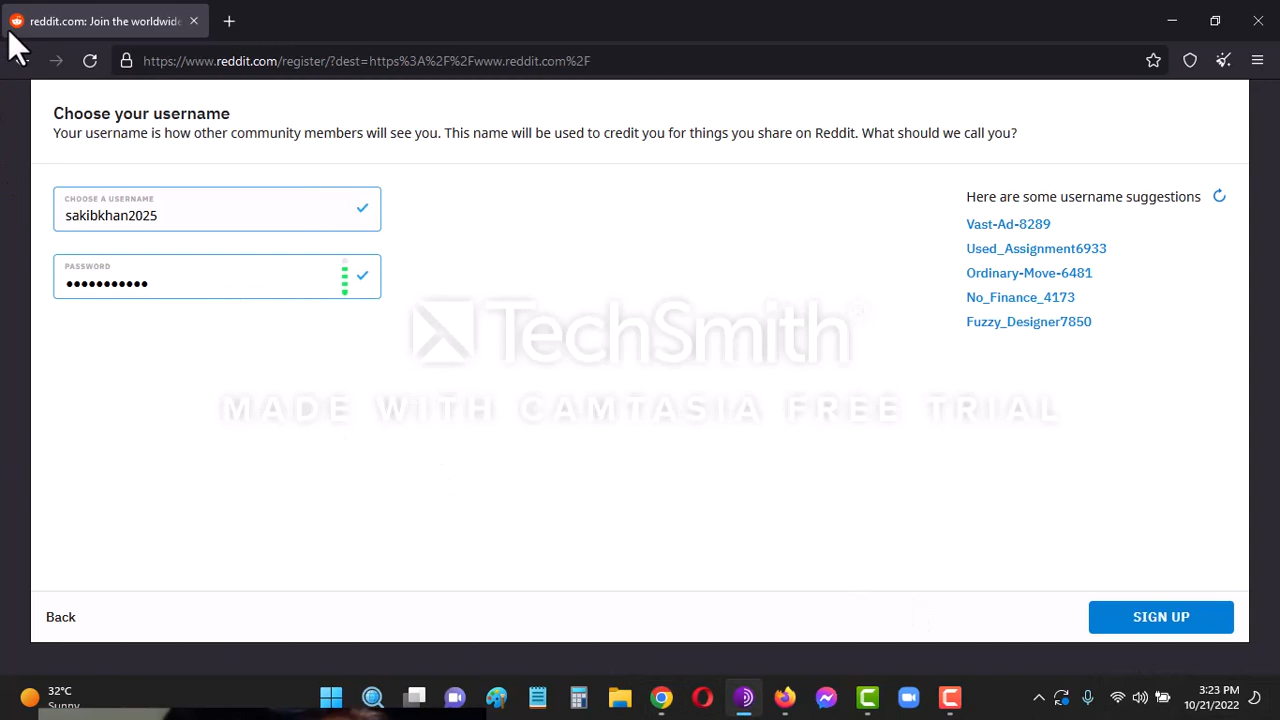 reddit.com: Join the worldwide
https://www.reddit.com/register/?dest=https%3A%2F%2Fwww.reddit.com%2F
Choose your username
Your username is how other community members will see you. This name will be used to credit you for things you share on Reddit. What should we call you?
CHOOSE A USERNAME
sakibkhan2025
PASSWORD
Here are some username suggestions
Vast-Ad-8289
Used_Assignment6933
Ordinary-Move-6481
No_Finance_4173
Fuzzy_Designer7850
TechSmith®
MADE WITH CAMTASIA FREE TRIAL
Back
SIGN UP
32°C
Sunny
3:23 PM
10/21/2022